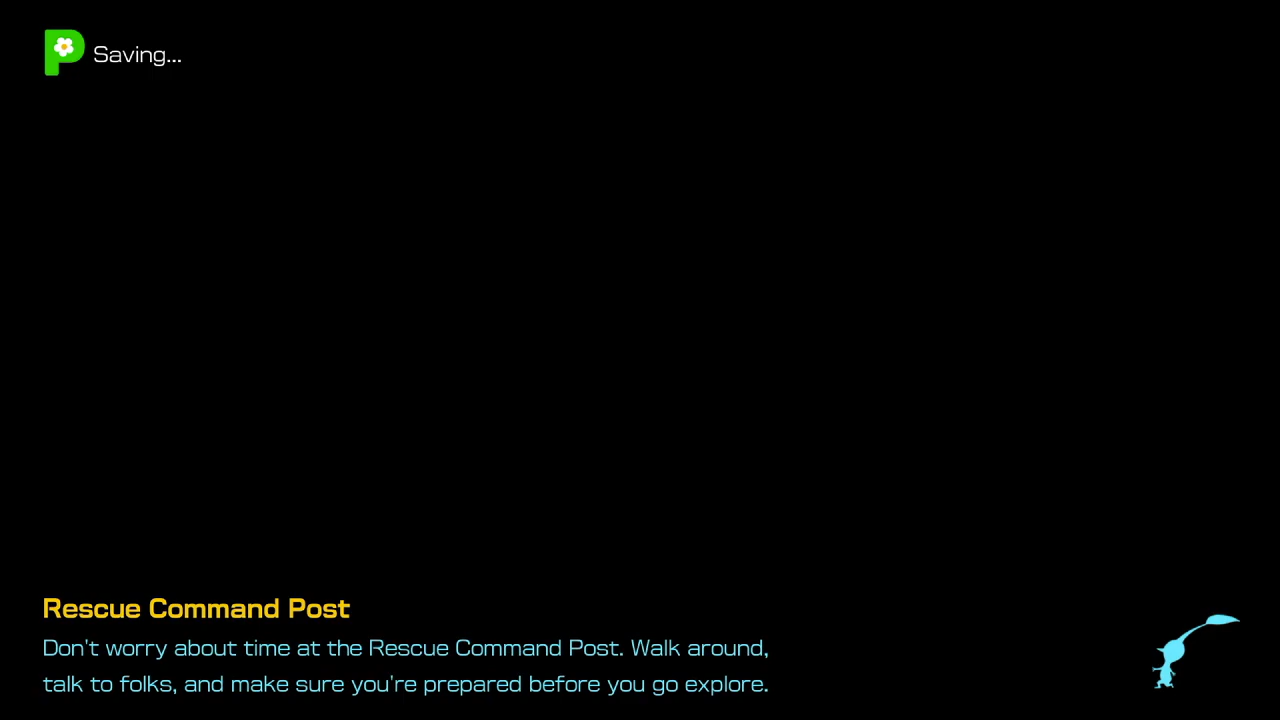 Saving...
Rescue Command Post
Don't worry about time at the Rescue Command Post. Walk around,
talk to folks, and make sure you're prepared before you go explore.